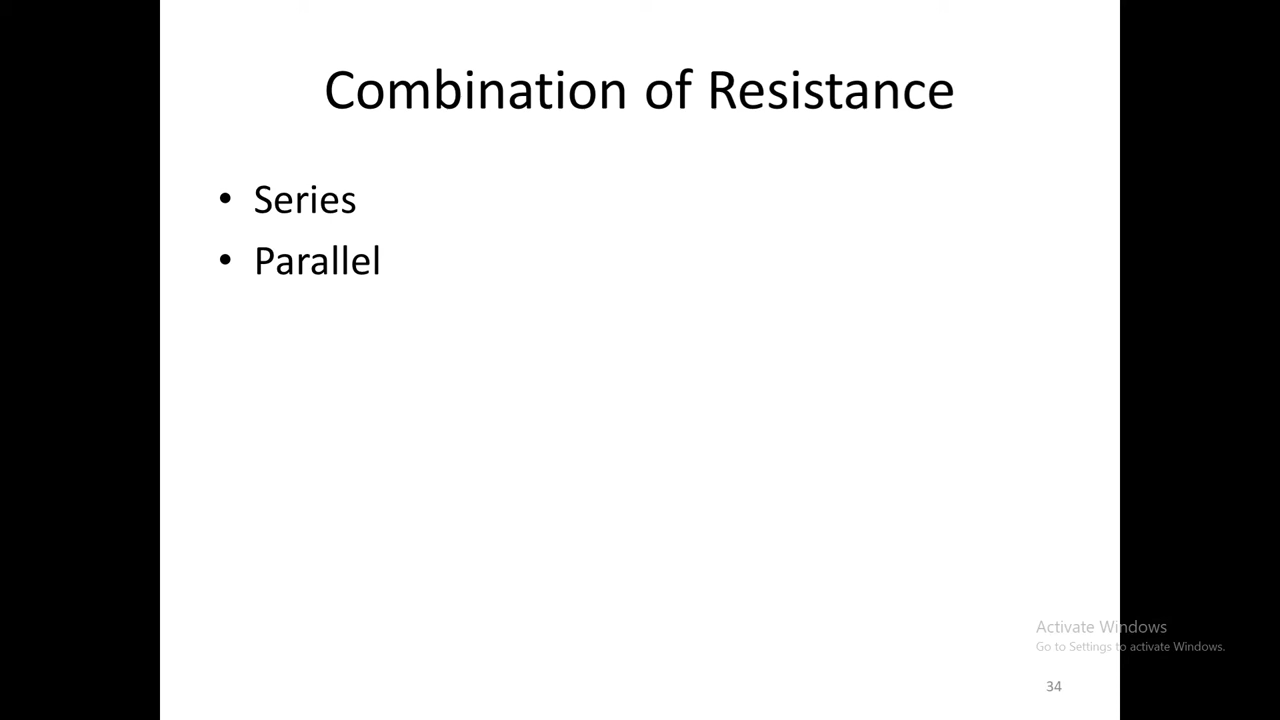 Combination of Resistance
• Series
• Parallel
Activate Windows
Go to Settings to activate Windows.
34